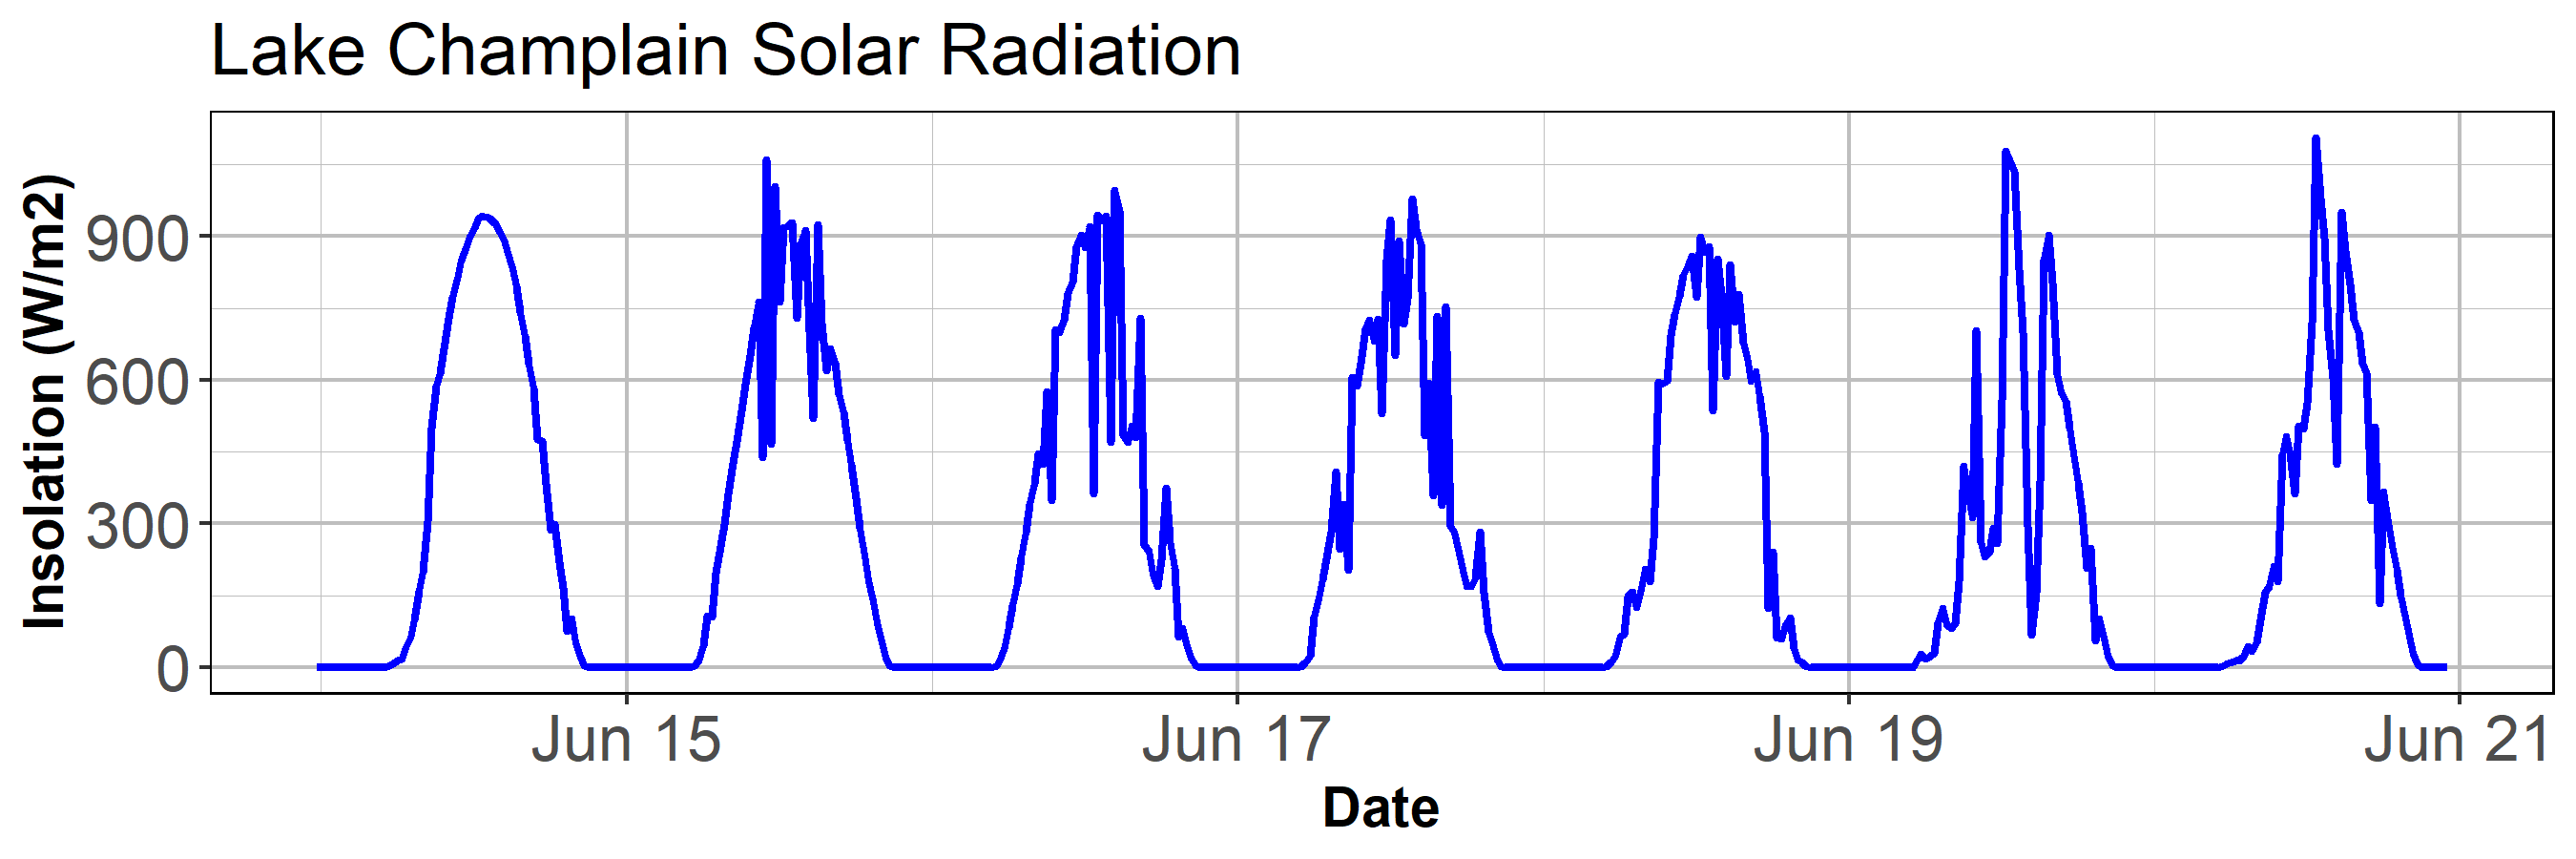 Lake Champlain Solar Radiation
Insolation (W/m2)
900
600
300
0
Jun 15 Jun 17 Jun 19 Jun 21
Date